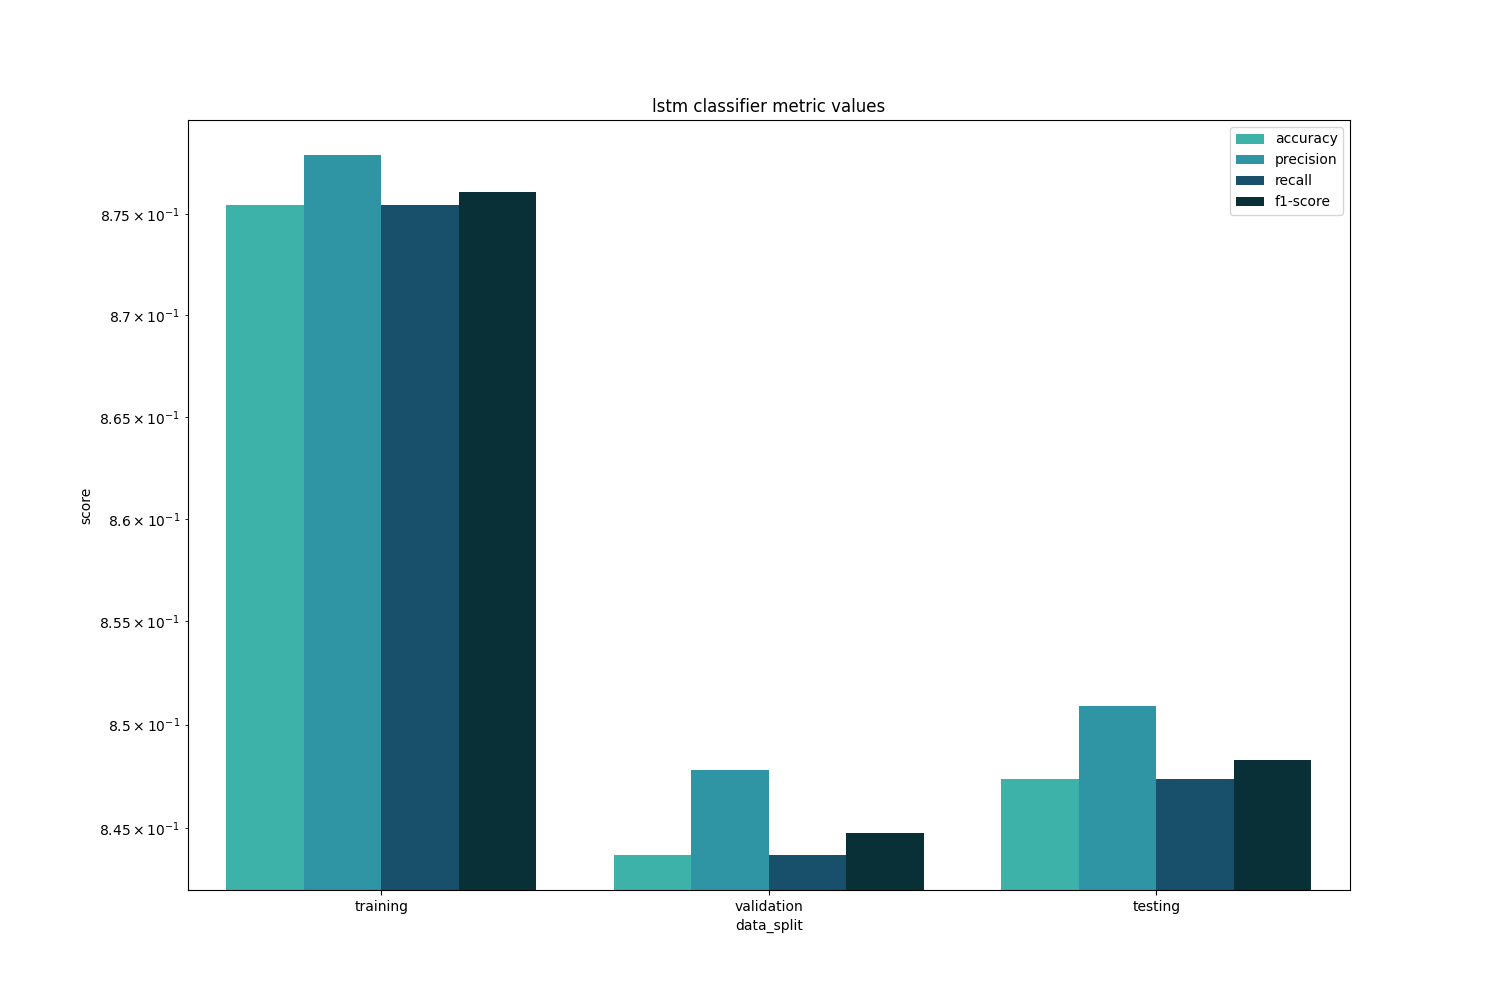 lstm classifier metric values
accuracy
precision
recall
f1-score
8.75 × 10⁻¹
8.7 × 10⁻¹
8.65 × 10⁻¹
8.6 × 10⁻¹
8.55 × 10⁻¹
8.5 × 10⁻¹
8.45 × 10⁻¹
score
training
validation
testing
data_split